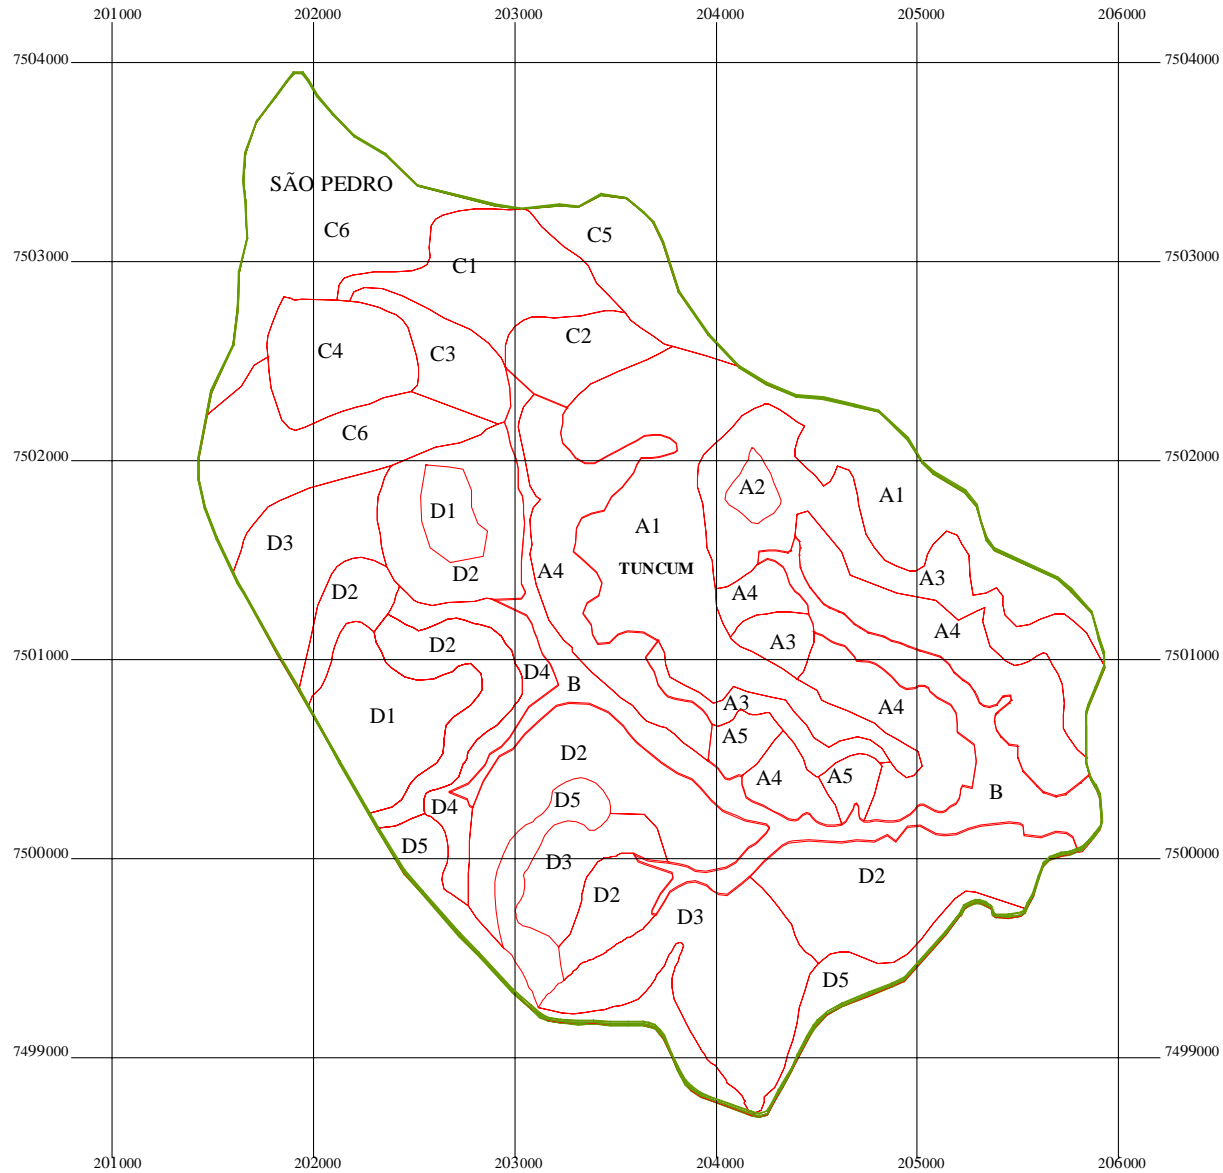 201000 202000 203000 204000 205000 206000
7504000 7504000
SÃO PEDRO
C6 C5
7503000 7503000
C1
C2
C4 C3
C6
7502000 7502000
A2 A1
D1 A1
D3 TUNCUM A3
D2 A4
D2 A4
A4
D2 A3
7501000 7501000
D4 B
D1 A3 A4
A5
D2 A4 A5
D5 B
D4
D5 D3
7500000 7500000
D2
D2
D3
D5
7499000 7499000
201000 202000 203000 204000 205000 206000